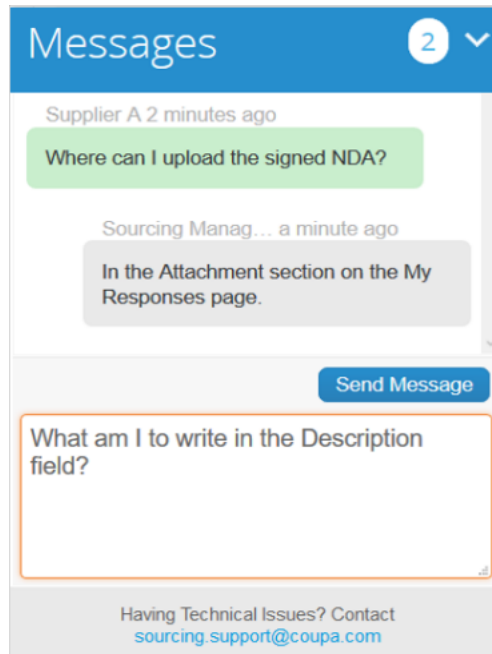 Messages
2
Supplier A 2 minutes ago
Where can I upload the signed NDA?
Sourcing Manag... a minute ago
In the Attachment section on the My
Responses page.
Send Message
What am I to write in the Description
field?
Having Technical Issues? Contact
sourcing.support@coupa.com